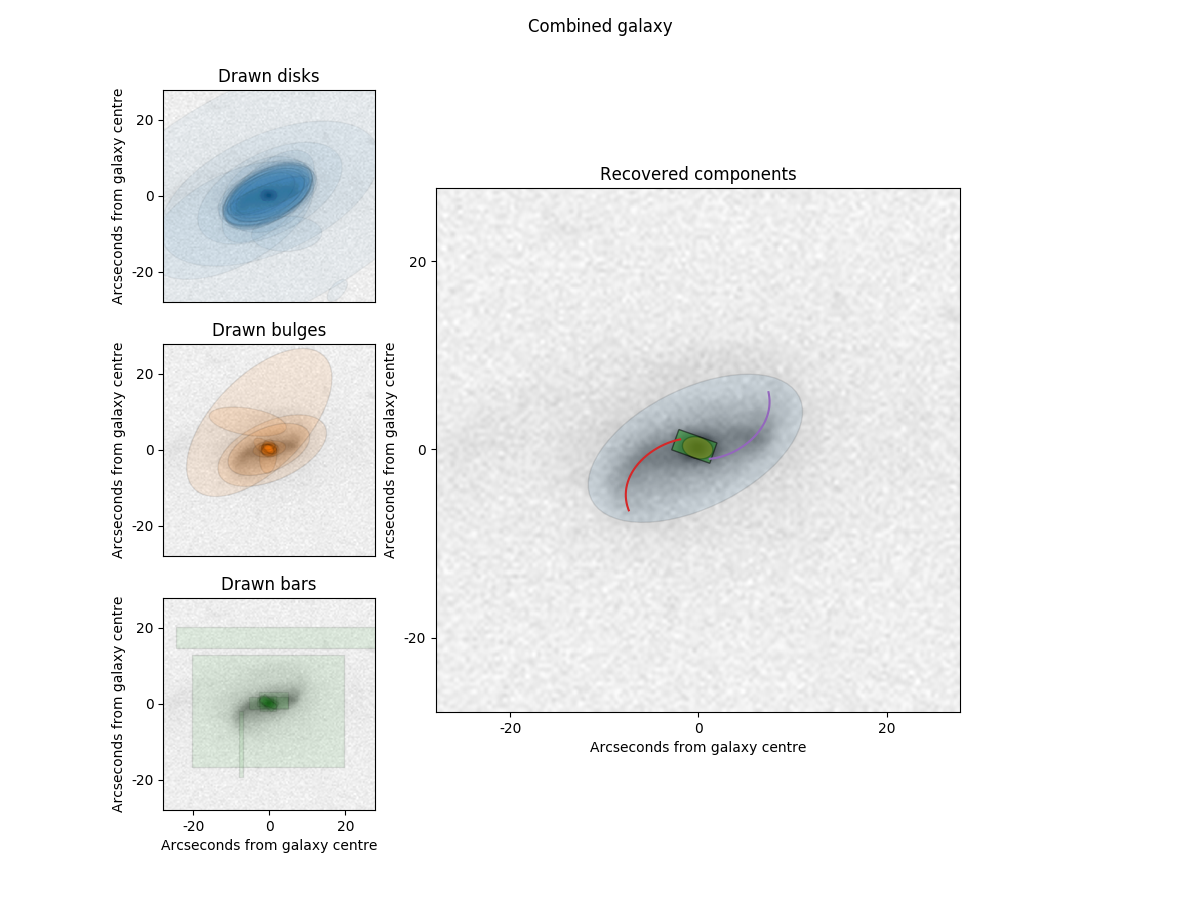 Combined galaxy
Drawn disks
Arcseconds from galaxy centre
20
0
-20
Drawn bulges
Arcseconds from galaxy centre
20
0
-20
Drawn bars
Arcseconds from galaxy centre
20
0
-20
-20 0 20
Arcseconds from galaxy centre
Recovered components
Arcseconds from galaxy centre
20
0
-20
-20 0 20
Arcseconds from galaxy centre